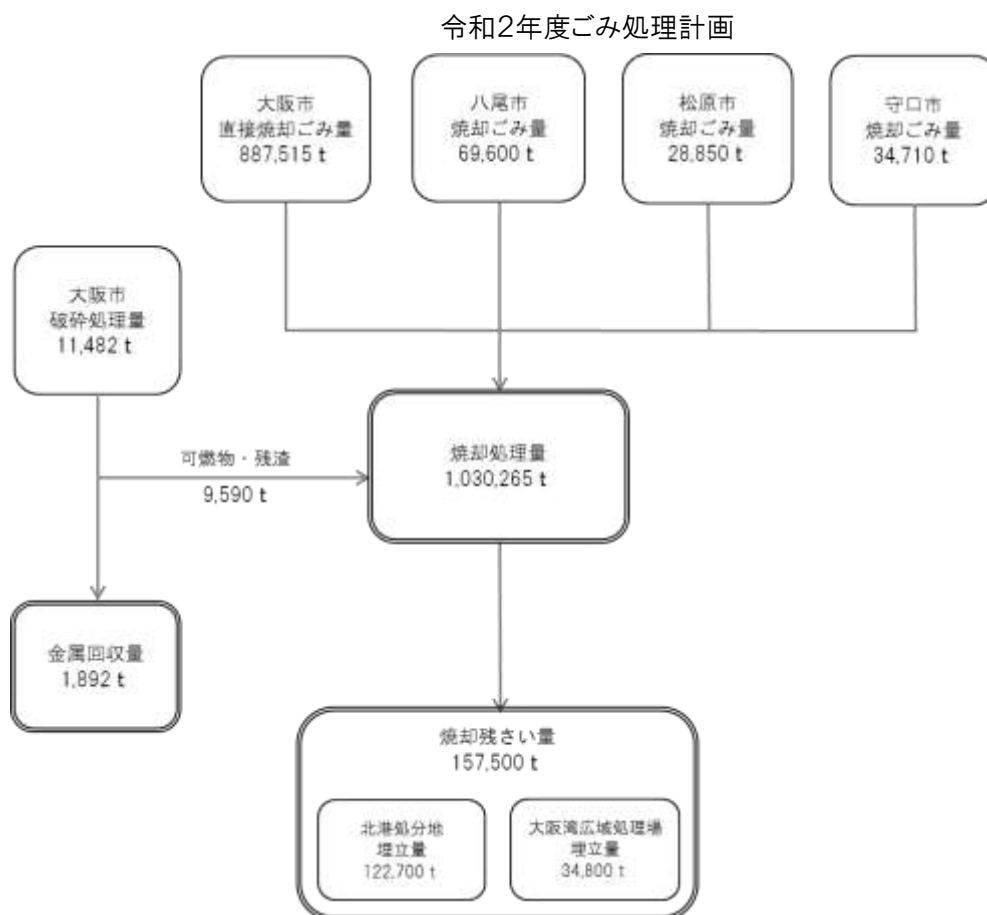 令和2年度ごみ処理計画
大阪市
直接焼却ごみ量
887,515 t
八尾市
焼却ごみ量
69,600 t
松原市
焼却ごみ量
28,850 t
守口市
焼却ごみ量
34,710 t
大阪市
破砕処理量
11,482 t
可燃物・残渣
9,590 t
焼却処理量
1,030,265 t
金属回収量
1,892 t
焼却残さい量
157,500 t
北港処分地
埋立量
122,700 t
大阪湾広域処理場
埋立量
34,800 t